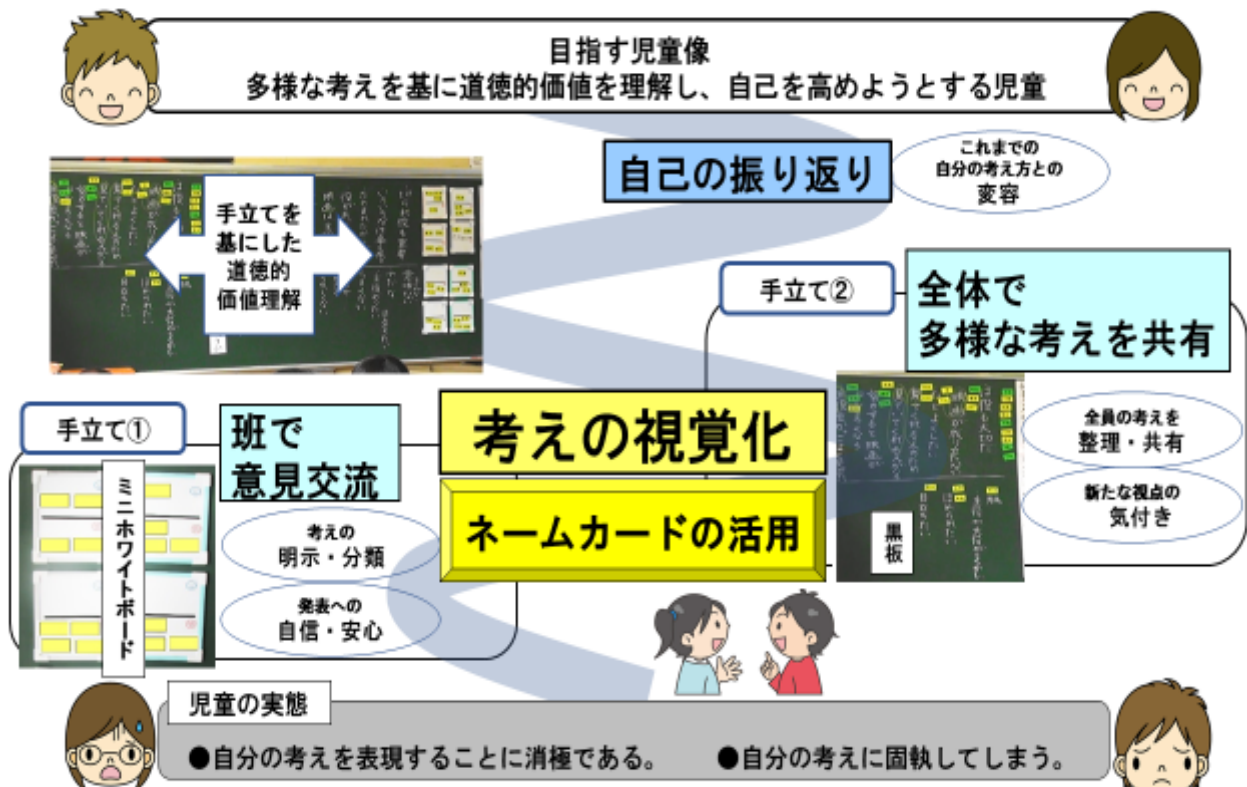 目指す児童像
多様な考えを基に道徳的価値を理解し、自己を高めようとする児童
自己の振り返り
これまでの
自分の考え方との
変容
手立てを
基にした
道徳的
価値理解
手立て②
全体で
多様な考えを共有
全員の考えを
整理・共有
新たな視点の
気付き
黒板
考えの視覚化
ネームカードの活用
手立て①
班で
意見交流
考えの
明示・分類
発表への
自信・安心
ミニホワイトボード
児童の実態
●自分の考えを表現することに消極である。
●自分の考えに固執してしまう。